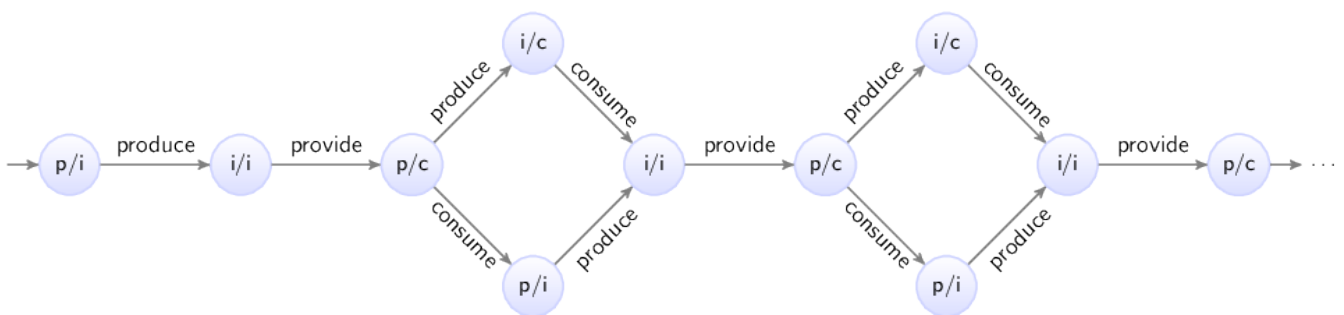 i/c
i/c
produce
consume
produce
consume
p/i
produce
i/i
provide
p/c
i/i
provide
p/c
i/i
provide
p/c
...
consume
produce
consume
produce
p/i
p/i